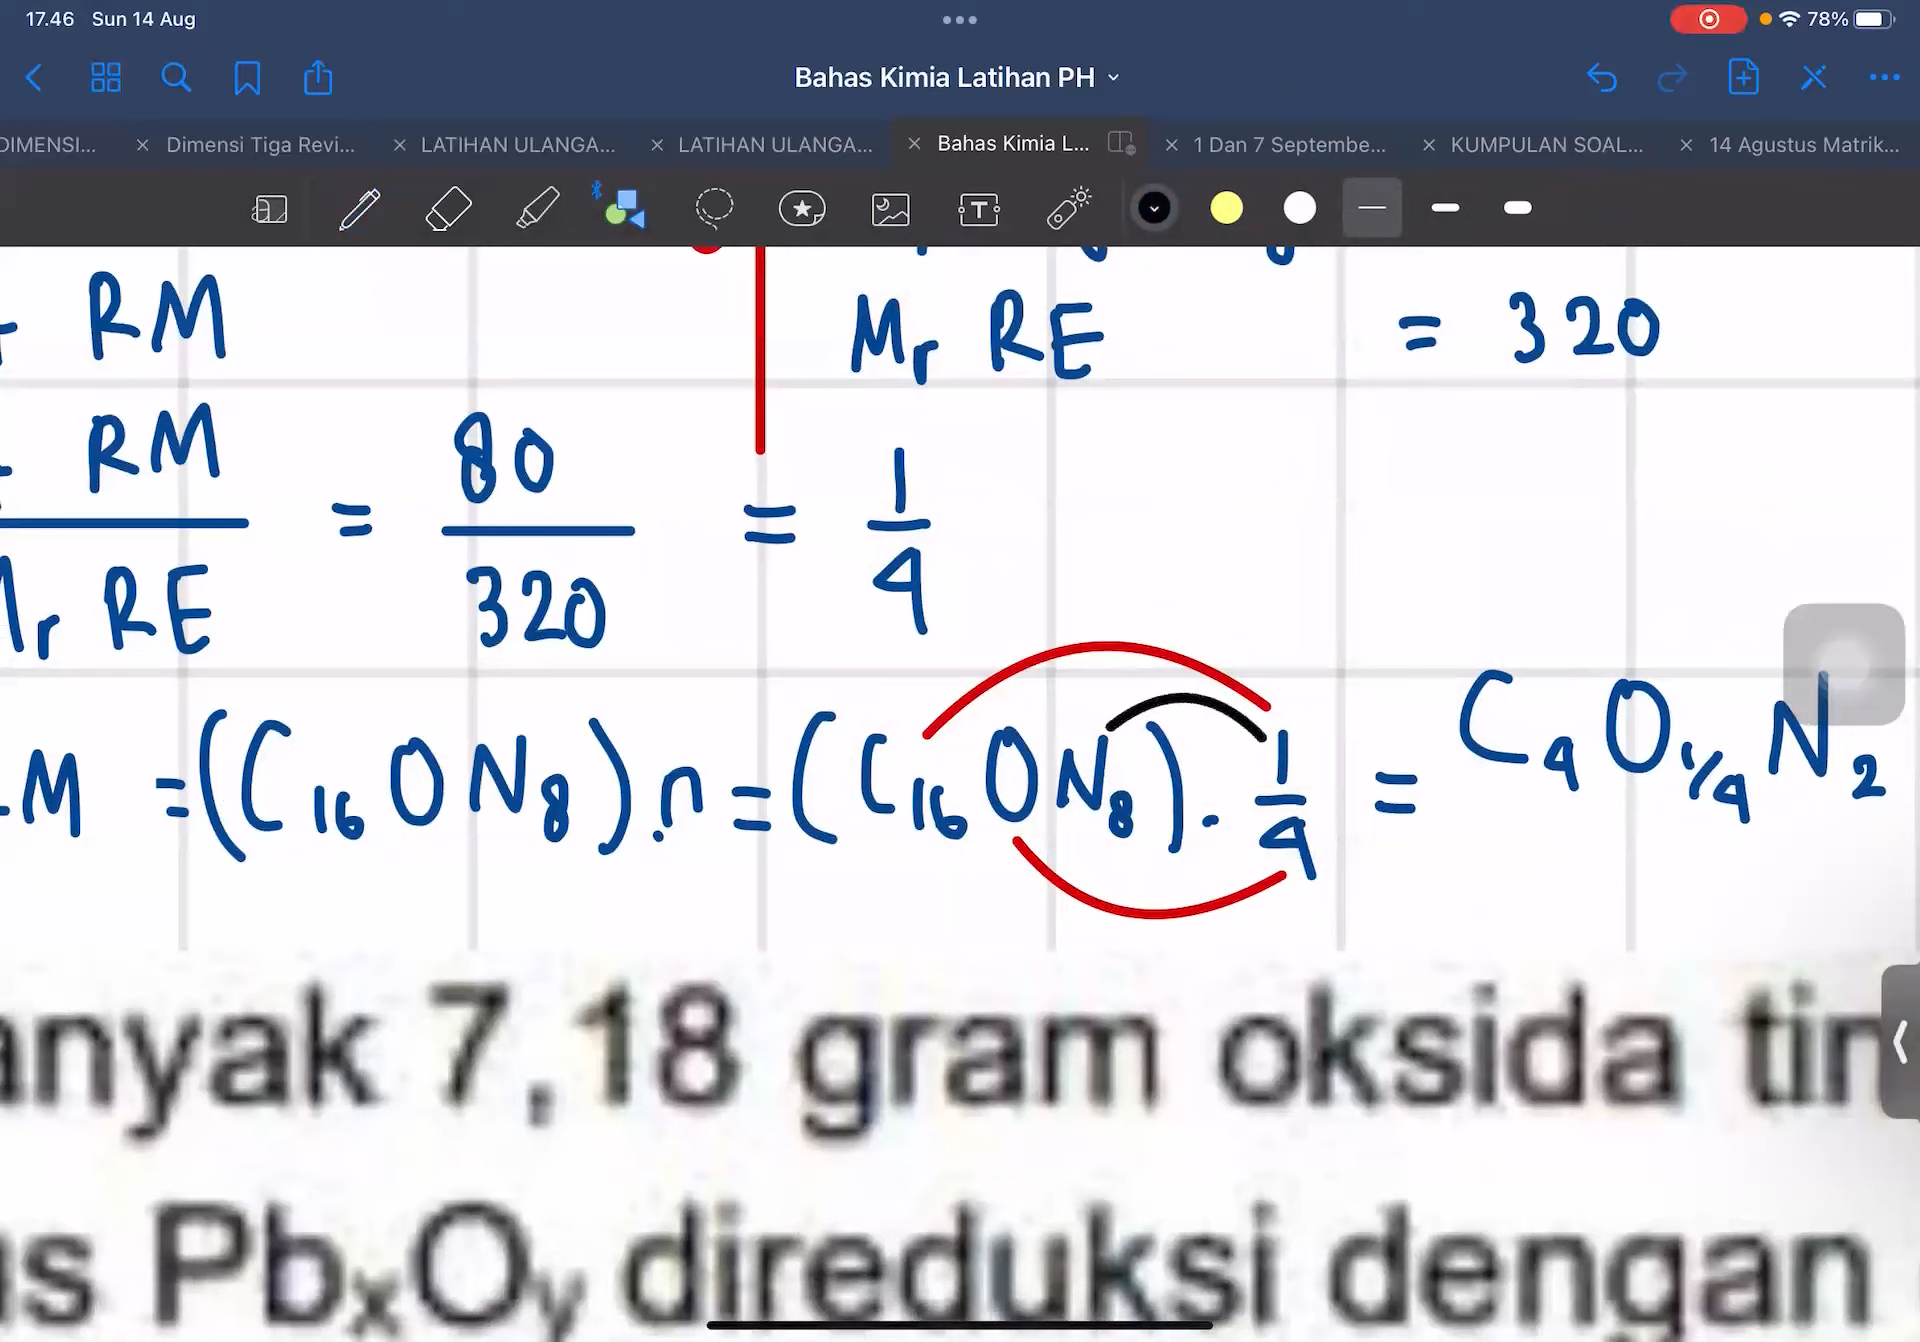 17.46 Sun 14 Aug
78%
Bahas Kimia Latihan PH
DIMENSI...
Dimensi Tiga Revi...
LATIHAN ULANGA...
LATIHAN ULANGA...
Bahas Kimia L...
1 Dan 7 Septembe...
KUMPULAN SOAL...
14 Agustus Matrik...
RM
Mr RE = 320
RM / Mr RE = 80/320 = 1/4
M = (C₁₆ON₈).n = (C₁₆ON₈).1/4 = C₄O₁/₄N₂
anyak 7,18 gram oksida tim
s PbₓOᵧ direduksi dengan